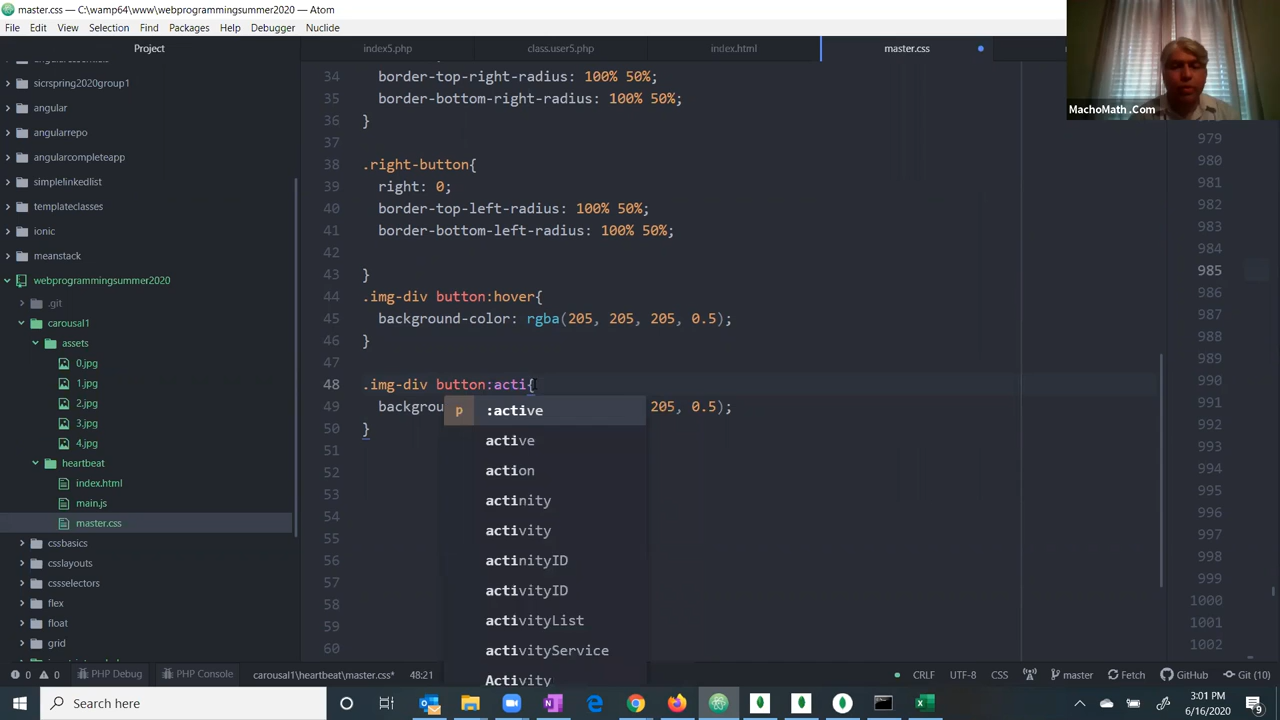 master.css — C:\wamp64\www\webprogrammingsummer2020 — Atom
File Edit View Selection Find Packages Help Debugger Nuclide
Project
index5.php class.user5.php index.html master.css
MachoMath .Com
sicrspring2020group1
angular
angularrepo
angularcompleteapp
simplelinkedlist
templateclasses
ionic
meanstack
webprogrammingsummer2020
.git
carousal1
assets
0.jpg
1.jpg
2.jpg
3.jpg
4.jpg
heartbeat
index.html
main.js
master.css
cssbasics
csslayouts
cssselectors
flex
float
grid
34 border-top-right-radius: 100% 50%;
35 border-bottom-right-radius: 100% 50%;
36 }
37
38 .right-button{
39 right: 0;
40 border-top-left-radius: 100% 50%;
41 border-bottom-left-radius: 100% 50%;
42
43 }
44 .img-div button:hover{
45 background-color: rgba(205, 205, 205, 0.5);
46 }
47
48 .img-div button:acti{
49 backgrou 205, 0.5);
50 }
51
52
53
54
55
56
57
58
59
60
p :active
active
action
actinity
activity
actinityID
activityID
activityList
activityService
Activity
979
980
981
982
983
984
985
986
987
988
989
990
991
992
993
994
995
996
997
998
999
1000
1001
1002
0 0 PHP Debug PHP Console carousal1\heartbeat\master.css* 48:21 CRLF UTF-8 CSS master Fetch GitHub Git (10)
Search here
3:01 PM
6/16/2020
9